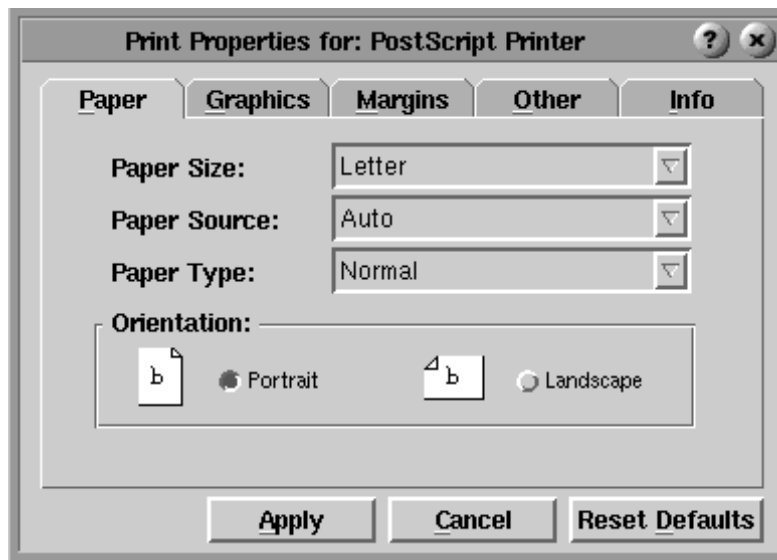 Print Properties for: PostScript Printer ? x
Paper Graphics Margins Other Info
Paper Size: Letter
Paper Source: Auto
Paper Type: Normal
Orientation:
b Portrait b Landscape
Apply Cancel Reset Defaults